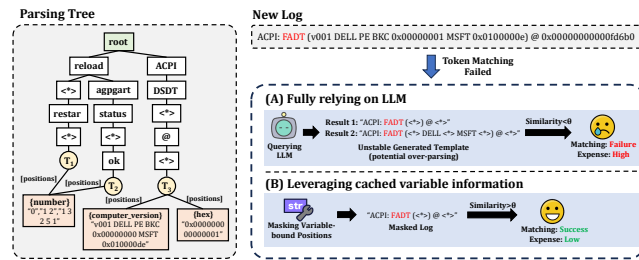 Parsing Tree
root
reload
ACPI
<*>
agpgart
DSDT
restar
status
<*>
<*>
<*>
@
T1
ok
<*>
[positions]
T2
T3
[positions]
[positions]
[positions]
(number)
"0","1 2","1 3
2 5 1"
(computer_version)
"v001 DELL PE BKC
0x00000000 MSFT
0x010000de"
(hex)
"0x0000000
00000001"
New Log
ACPI: FADT (v001 DELL PE BKC 0x00000001 MSFT 0x0100000e) @ 0x00000000000fd6b0
Token Matching
Failed
(A) Fully relying on LLM
Querying
LLM
Result 1: "ACPI: FADT (<*>) @ <*>"
Result 2: "ACPI: FADT (<*> DELL <*> MSFT <*>) @ <*>"
Unstable Generated Template
(potential over-parsing)
Similarity<θ
Matching: Failure
Expense: High
(B) Leveraging cached variable information
str
Masking Variable-
bound Positions
"ACPI: FADT (<*>) @ <*>"
Masked Log
Similarity>θ
Matching: Success
Expense: Low